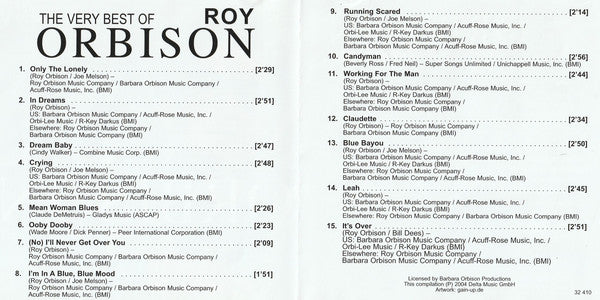 THE VERY BEST OF ROY
ORBISON
1. Only The Lonely [2'29]
(Roy Orbison / Joe Melson) –
Roy Orbison Music Company / Barbara Orbison Music Company /
Acuff-Rose Music Company (BMI)
2. In Dreams [2'51]
(Roy Orbison) –
US: Barbara Orbison Music Company / Acuff-Rose Music, Inc. /
Orbi-Lee Music / R-Key Darkus (BMI)
Elsewhere: Roy Orbison Music Company /
Barbara Orbison Music Company (BMI)
3. Dream Baby [2'47]
(Cindy Walker) – Combine Music Corp. (BMI)
4. Crying [2'48]
(Roy Orbison / Joe Melson) –
US: Barbara Orbison Music Company / Acuff-Rose Music, Inc. /
Orbi-Lee Music / R-Key Darkus (BMI)
Elsewhere: Roy Orbison Music Company /
Barbara Orbison Music Company (BMI)
5. Mean Woman Blues [2'26]
(Claude DeMetruis) – Gladys Music (ASCAP)
6. Ooby Dooby [2'23]
(Wade Moore / Dick Penner) – Peer International Corporation (BMI)
7. (No) I'll Never Get Over You [2'09]
(Roy Orbison / Joe Melson) –
Roy Orbison Music Company / Barbara Orbison Music Company /
Acuff-Rose Music, Inc. (BMI)
8. I'm In A Blue, Blue Mood [1'51]
9. Running Scared [2'14]
(Roy Orbison / Joe Melson) –
US: Barbara Orbison Music Company / Acuff-Rose Music, Inc. /
Orbi-Lee Music / R-Key Darkus (BMI)
Elsewhere: Roy Orbison Music Company /
Barbara Orbison Music Company (BMI)
10. Candyman [2'56]
(Beverly Ross / Fred Neil) – Super Songs Unlimited / Unichappell Music, Inc. (BMI)
11. Working For The Man [2'44]
(Roy Orbison) –
US: Barbara Orbison Music Company / Acuff-Rose Music, Inc. /
Orbi-Lee Music / R-Key Darkus (BMI)
12. Claudette [2'34]
(Roy Orbison) – Roy Orbison Music Company /
Barbara Orbison Music Company / Acuff-Rose Music, Inc. (BMI)
13. Blue Bayou [2'50]
(Roy Orbison / Joe Melson) –
US: Barbara Orbison Music Company / Acuff-Rose Music, Inc. /
Orbi-Lee Music / R-Key Darkus (BMI)
Elsewhere: Roy Orbison Music Company /
Barbara Orbison Music Company (BMI)
14. Leah [2'45]
(Roy Orbison) –
US: Barbara Orbison Music Company / Acuff-Rose Music, Inc. /
Orbi-Lee Music / R-Key Darkus (BMI)
Elsewhere: Roy Orbison Music Company /
Barbara Orbison Music Company (BMI)
15. It's Over [2'51]
(Roy Orbison / Bill Dees) –
US: Barbara Orbison Music Company / Acuff-Rose Music, Inc. /
Orbi-Lee Music / R-Key Darkus (BMI)
Elsewhere: Roy Orbison Music Company /
Barbara Orbison Music Company (BMI)
Licensed by Barbara Orbison Productions
This compilation (P) 2004 Delta Music GmbH
Artwork: gain-up.de
32 410